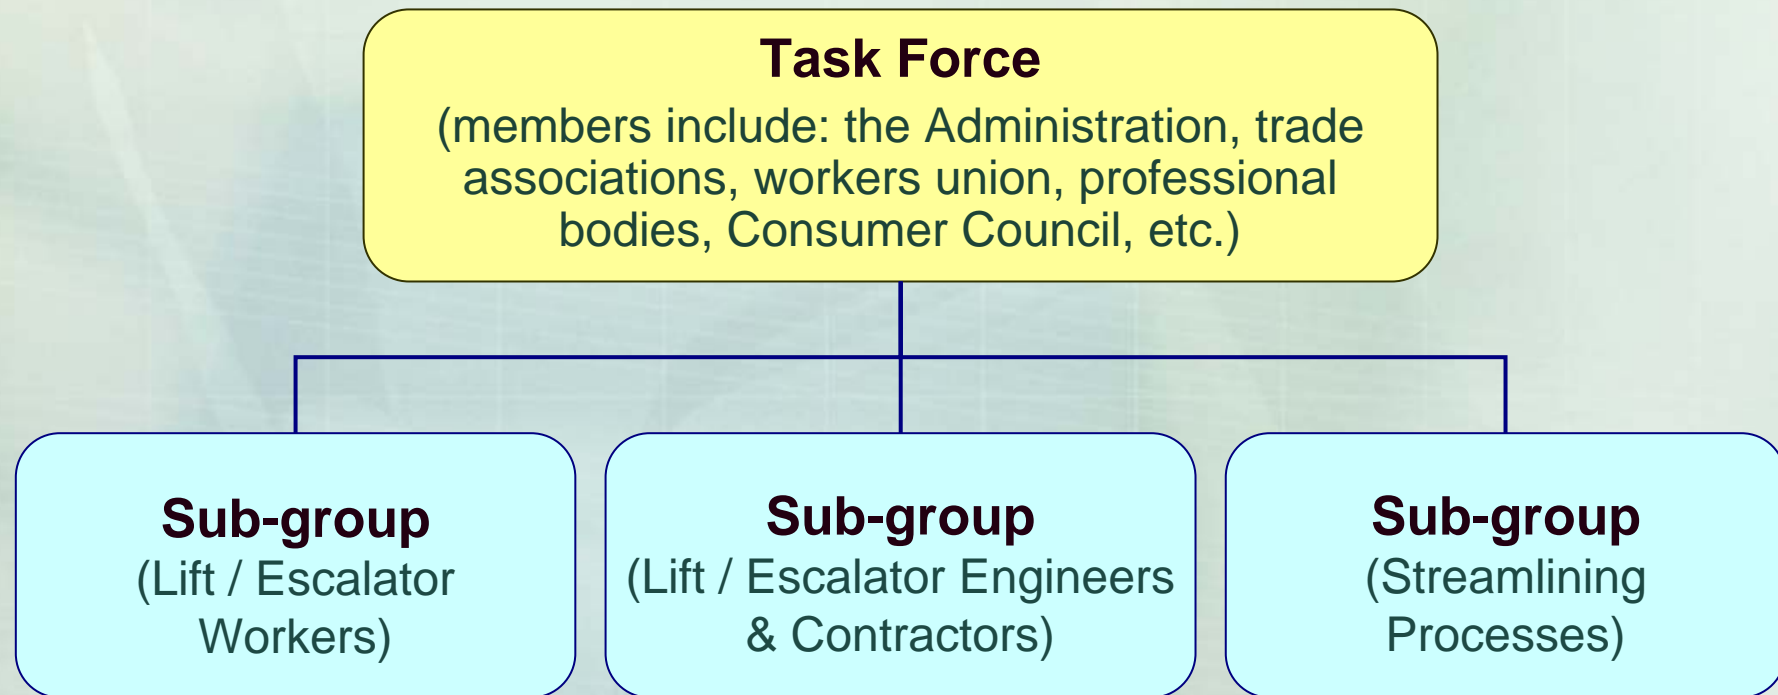 Task Force
(members include: the Administration, trade
associations, workers union, professional
bodies, Consumer Council, etc.)
Sub-group
(Lift / Escalator
Workers)
Sub-group
(Lift / Escalator Engineers
& Contractors)
Sub-group
(Streamlining
Processes)